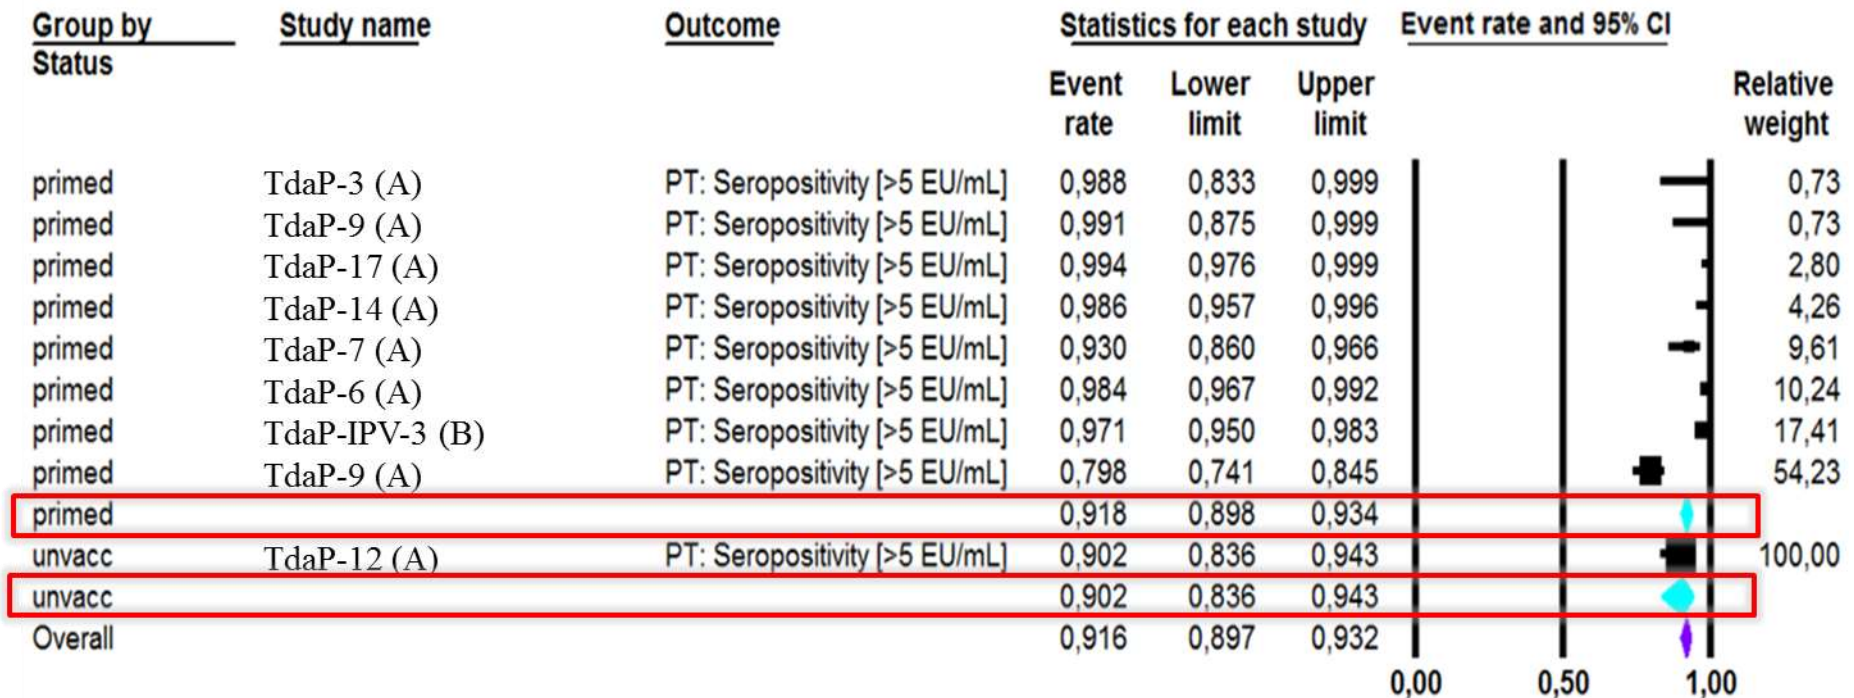 Group by Study name Outcome Statistics for each study Event rate and 95% CI
Status
Event Lower Upper Relative
rate limit limit weight
primed TdaP-3 (A) PT: Seropositivity [>5 EU/mL] 0,988 0,833 0,999 0,73
primed TdaP-9 (A) PT: Seropositivity [>5 EU/mL] 0,991 0,875 0,999 0,73
primed TdaP-17 (A) PT: Seropositivity [>5 EU/mL] 0,994 0,976 0,999 2,80
primed TdaP-14 (A) PT: Seropositivity [>5 EU/mL] 0,986 0,957 0,996 4,26
primed TdaP-7 (A) PT: Seropositivity [>5 EU/mL] 0,930 0,860 0,966 9,61
primed TdaP-6 (A) PT: Seropositivity [>5 EU/mL] 0,984 0,967 0,992 10,24
primed TdaP-IPV-3 (B) PT: Seropositivity [>5 EU/mL] 0,971 0,950 0,983 17,41
primed TdaP-9 (A) PT: Seropositivity [>5 EU/mL] 0,798 0,741 0,845 54,23
primed 0,918 0,898 0,934
unvacc TdaP-12 (A) PT: Seropositivity [>5 EU/mL] 0,902 0,836 0,943 100,00
unvacc 0,902 0,836 0,943
Overall 0,916 0,897 0,932
0,00 0,50 1,00